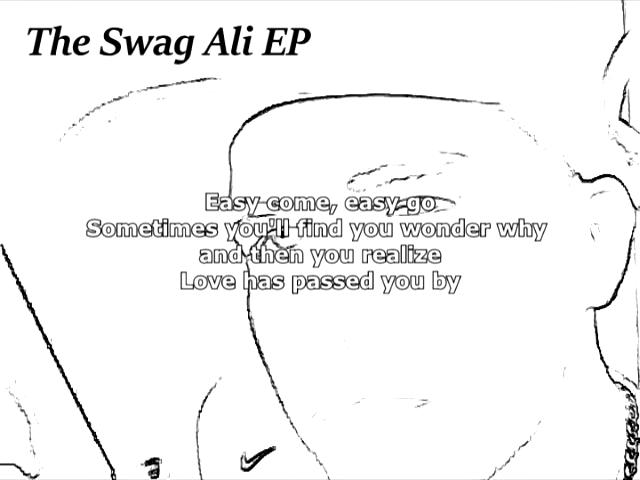 The Swag Ali EP
Easy come, easy go
Sometimes you'll find you wonder why
and then you realize
Love has passed you by